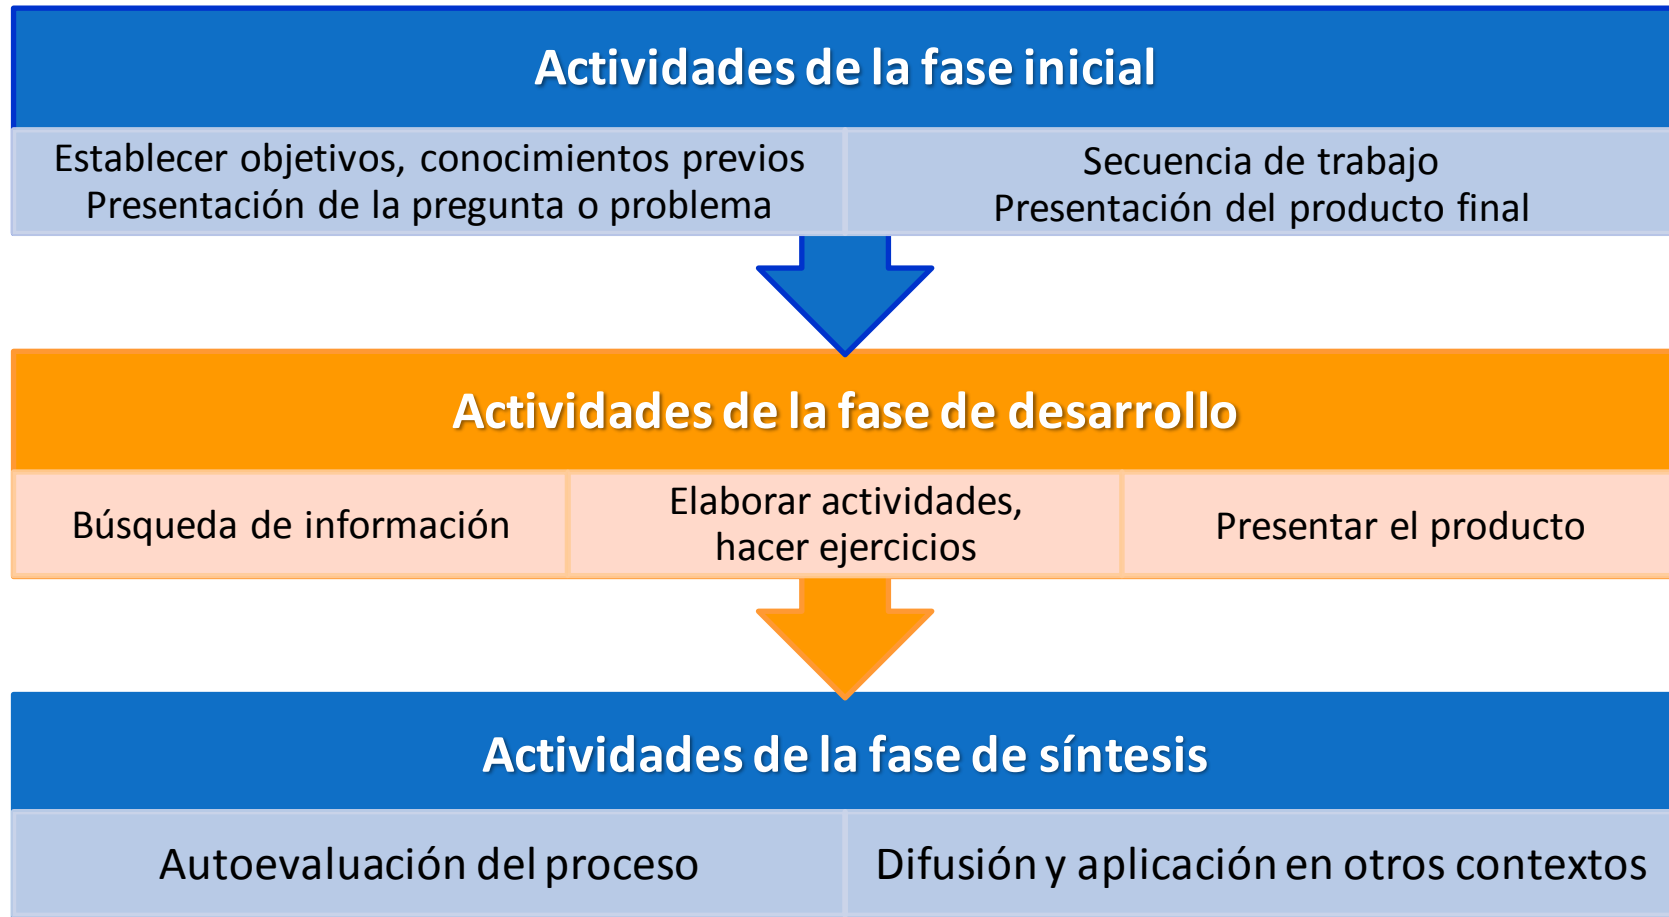 Actividades de la fase inicial
Establecer objetivos, conocimientos previos
Presentación de la pregunta o problema
Secuencia de trabajo
Presentación del producto final
Actividades de la fase de desarrollo
Búsqueda de información
Elaborar actividades,
hacer ejercicios
Presentar el producto
Actividades de la fase de síntesis
Autoevaluación del proceso
Difusión y aplicación en otros contextos